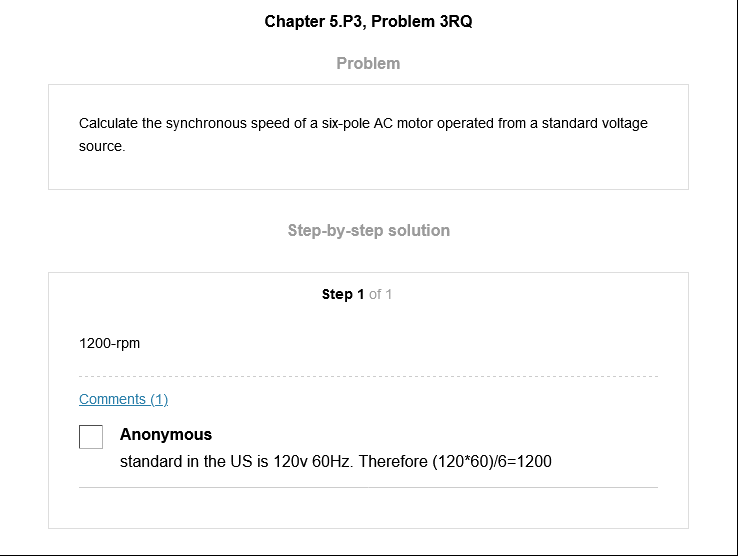 Chapter 5.P3, Problem 3RQ
Problem
Calculate the synchronous speed of a six-pole AC motor operated from a standard voltage
source.
Step-by-step solution
Step 1 of 1
1200-rpm
Comments (1)
Anonymous
standard in the US is 120v 60Hz. Therefore (120*60)/6=1200